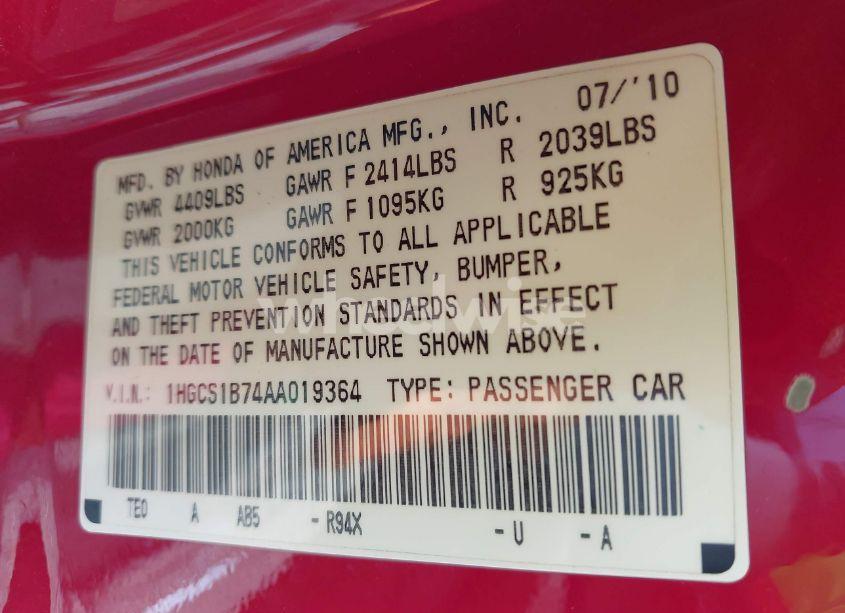 MFD. BY HONDA OF AMERICA MFG., INC. 07/'10
GVWR 4409LBS GAWR F 2414LBS R 2039LBS
GVWR 2000KG GAWR F 1095KG R 925KG
THIS VEHICLE CONFORMS TO ALL APPLICABLE
FEDERAL MOTOR VEHICLE SAFETY, BUMPER,
AND THEFT PREVENTION STANDARDS IN EFFECT
ON THE DATE OF MANUFACTURE SHOWN ABOVE.
V.I.N.: 1HGCS1B74AA019364 TYPE: PASSENGER CAR
TEO A AB5 - R94X - U - A
wheelwise